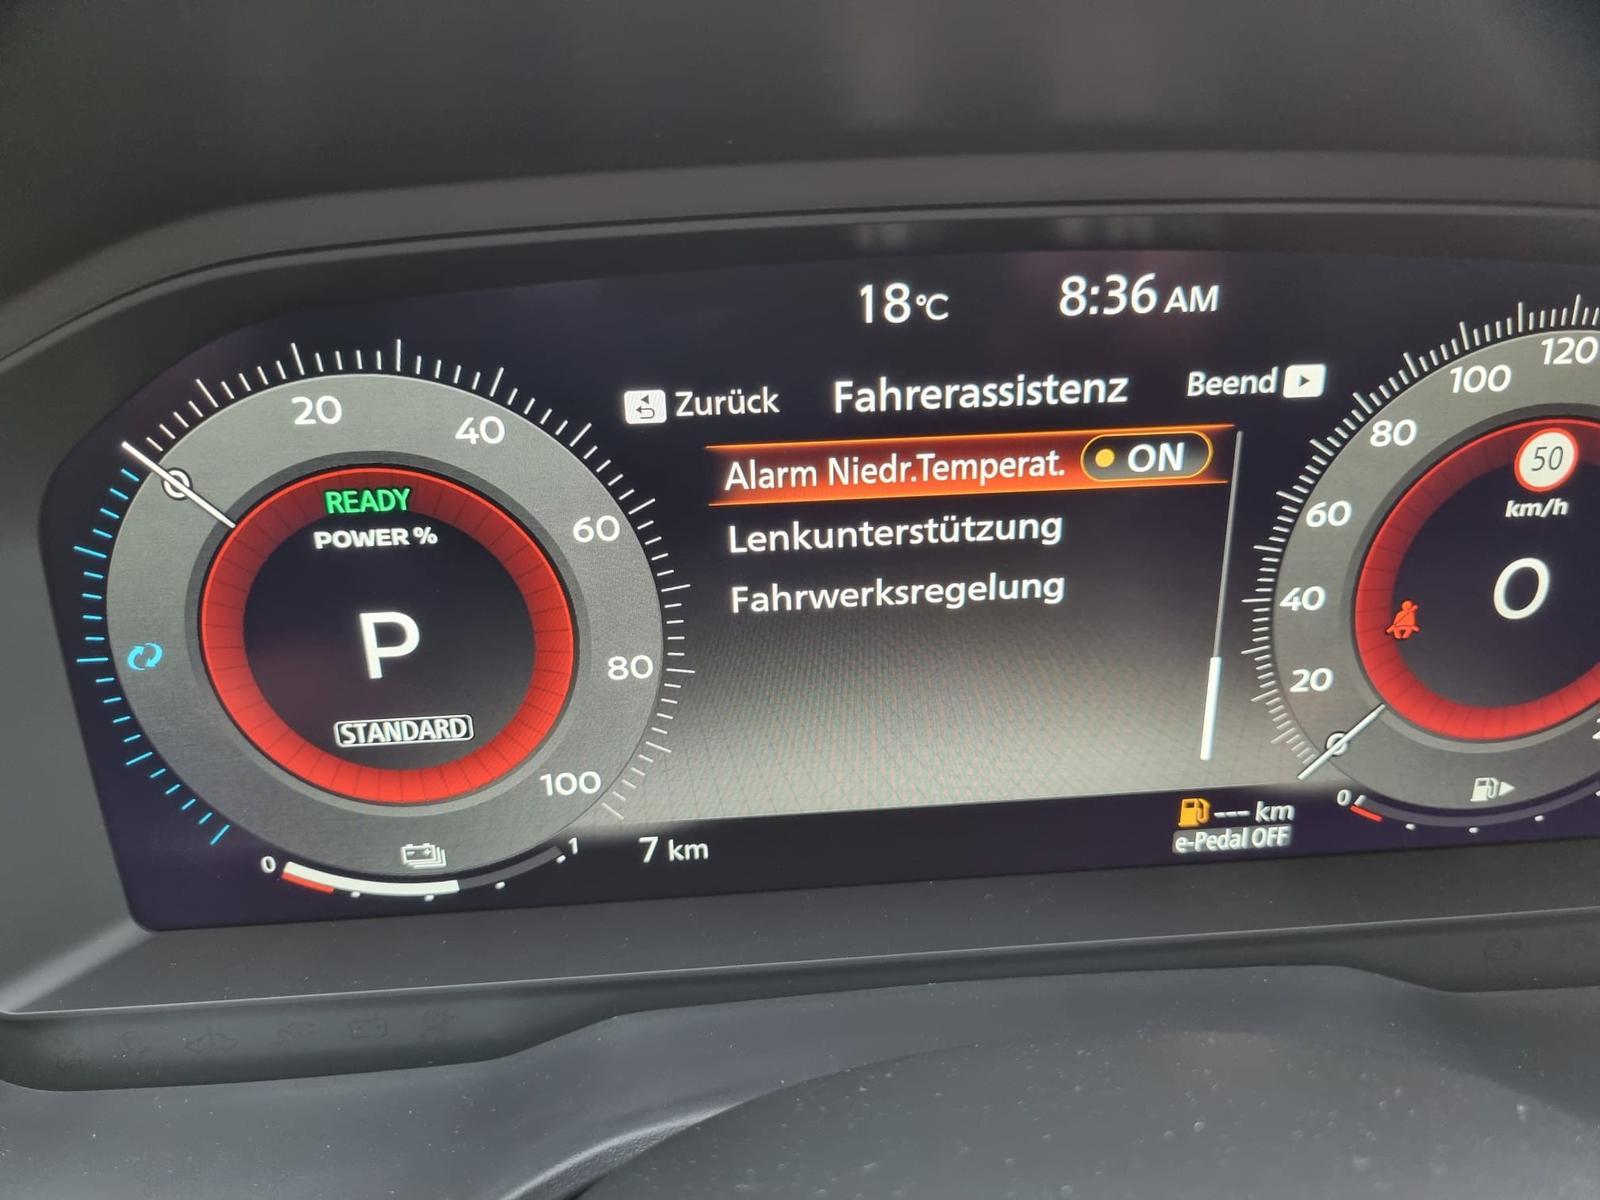 18°C 8:36 AM
Zurück Fahrerassistenz Beend
Alarm Niedr.Temperat. ON
Lenkunterstützung
Fahrwerksregelung
20
40
60
80
100
READY
POWER %
P
STANDARD
0
1
7 km
--- km
e-Pedal OFF
120
100
80
60
40
20
0
50
km/h
0